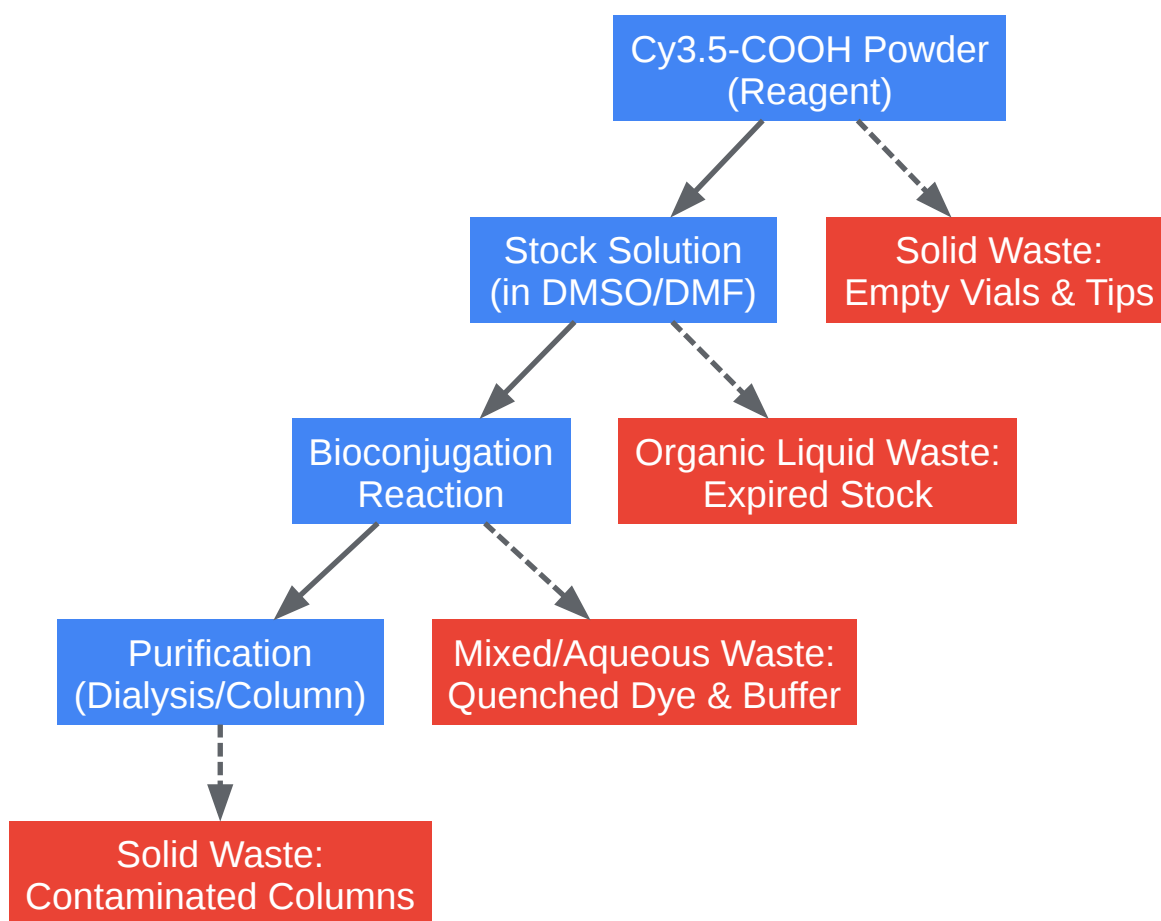 Cy3.5-COOH Powder
(Reagent)
Stock Solution
(in DMSO/DMF)
Solid Waste:
Empty Vials & Tips
Bioconjugation
Reaction
Organic Liquid Waste:
Expired Stock
Purification
(Dialysis/Column)
Mixed/Aqueous Waste:
Quenched Dye & Buffer
Solid Waste:
Contaminated Columns